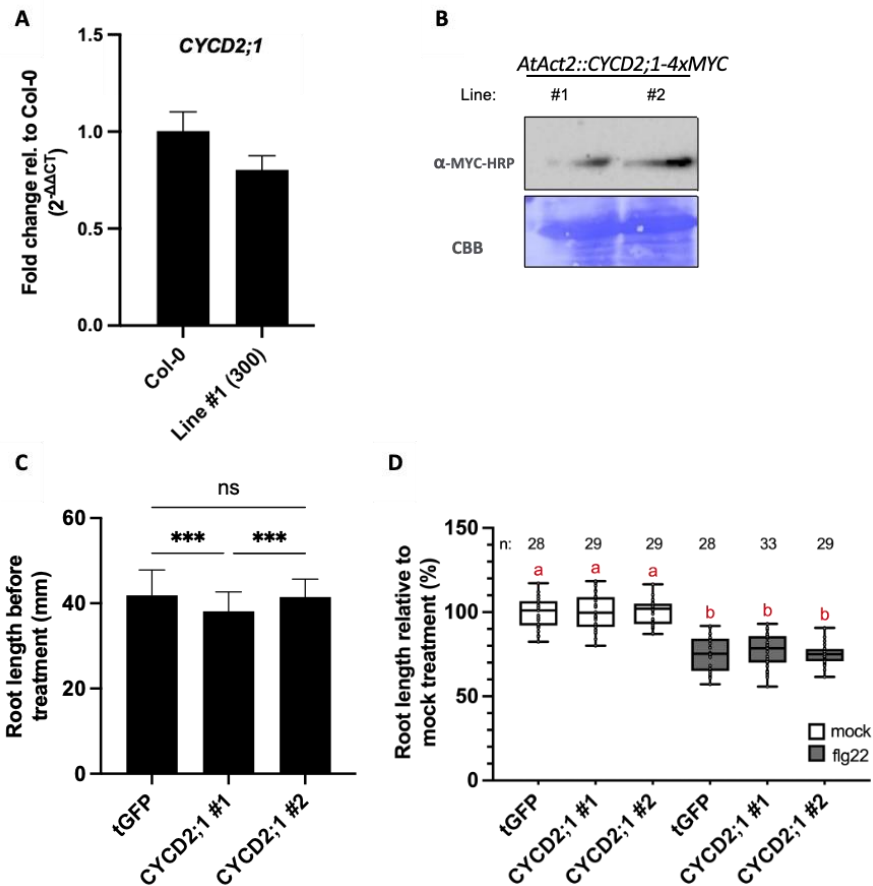 A
CYCD2;1
Fold change rel. to Col-0
(2-ΔΔCT)
1.5
1.0
0.5
0.0
Col-0
Line #1 (300)
B
AtAct2::CYCD2;1-4xMYC
Line: #1 #2
α-MYC-HRP
CBB
C
ns
*** ***
Root length before
treatment (mm)
60
40
20
0
tGFP
CYCD2;1 #1
CYCD2;1 #2
D
Root length relative to
mock treatment (%)
150
100
50
0
n: 28 29 29 28 33 29
a a a b b b
mock
flg22
tGFP
CYCD2;1 #1
CYCD2;1 #2
tGFP
CYCD2;1 #1
CYCD2;1 #2